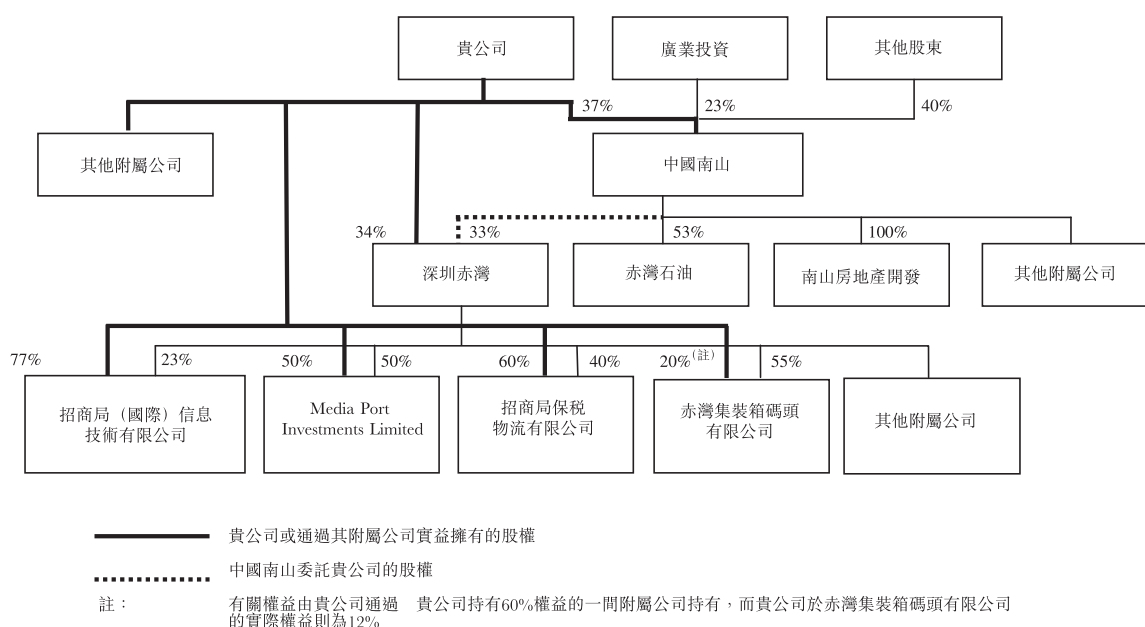 貴公司
廣業投資
其他股東
37%
23%
40%
其他附屬公司
中國南山
34%
33%
53%
100%
深圳赤灣
赤灣石油
南山房地產開發
其他附屬公司
77%
23%
50%
50%
60%
40%
20%(註)
55%
招商局（國際）信息
技術有限公司
Media Port
Investments Limited
招商局保稅
物流有限公司
赤灣集裝箱碼頭
有限公司
其他附屬公司
貴公司或通過其附屬公司實益擁有的股權
中國南山委託貴公司的股權
註：
有關權益由貴公司通過 貴公司持有60%權益的一間附屬公司持有，而貴公司於赤灣集裝箱碼頭有限公司
的實際權益則為12%